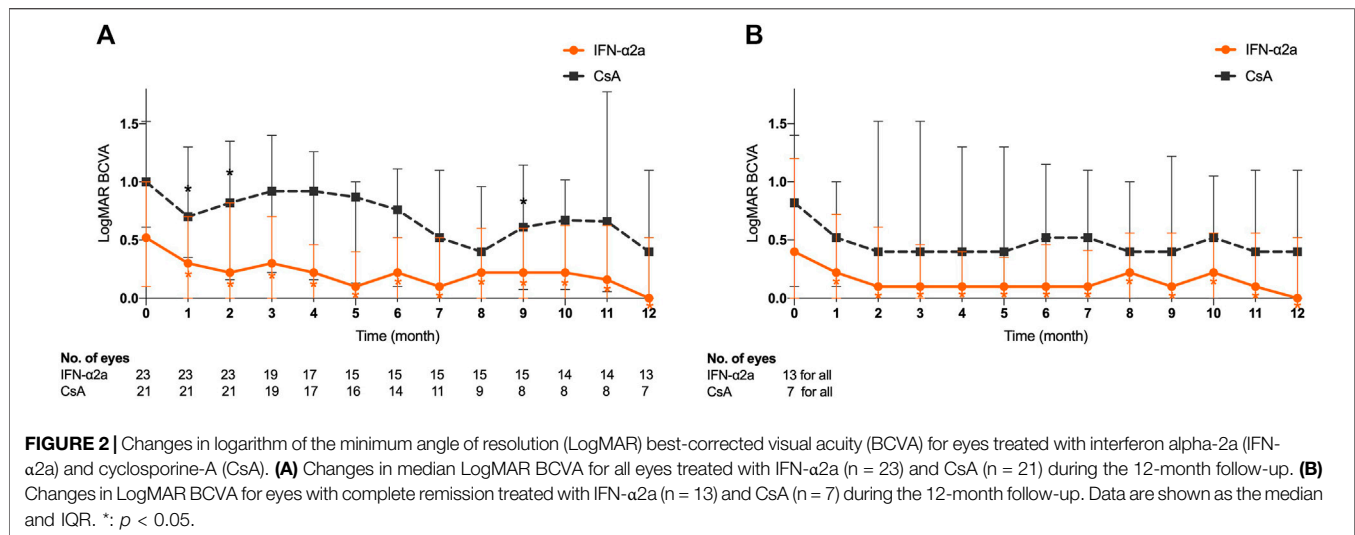 A
IFN-α2a
CsA
LogMAR BCVA
1.5
1.0
0.5
0.0
0 1 2 3 4 5 6 7 8 9 10 11 12
Time (month)
No. of eyes
IFN-α2a 23 23 23 19 17 15 15 15 15 15 14 14 13
CsA 21 21 21 19 17 16 14 11 9 8 8 8 7
B
IFN-α2a
CsA
LogMAR BCVA
1.5
1.0
0.5
0.0
0 1 2 3 4 5 6 7 8 9 10 11 12
Time (month)
No. of eyes
IFN-α2a 13 for all
CsA 7 for all
FIGURE 2 | Changes in logarithm of the minimum angle of resolution (LogMAR) best-corrected visual acuity (BCVA) for eyes treated with interferon alpha-2a (IFN-
α2a) and cyclosporine-A (CsA). (A) Changes in median LogMAR BCVA for all eyes treated with IFN-α2a (n = 23) and CsA (n = 21) during the 12-month follow-up. (B)
Changes in LogMAR BCVA for eyes with complete remission treated with IFN-α2a (n = 13) and CsA (n = 7) during the 12-month follow-up. Data are shown as the median
and IQR. *: p < 0.05.